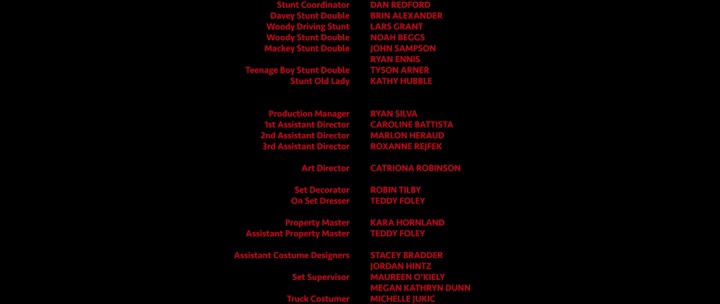 Stunt Coordinator DAN REDFORD
Davey Stunt Double BRIN ALEXANDER
Woody Driving Stunt LARS GRANT
Woody Stunt Double NOAH BEGGS
Mackey Stunt Double JOHN SAMPSON
RYAN ENNIS
Teenage Boy Stunt Double TYSON ARNER
Stunt Old Lady KATHY HUBBLE
Production Manager RYAN SILVA
1st Assistant Director CAROLINE BATTISTA
2nd Assistant Director MARLON HERAUD
3rd Assistant Director ROXANNE REJFEK
Art Director CATRIONA ROBINSON
Set Decorator ROBIN TILBY
On Set Dresser TEDDY FOLEY
Property Master KARA HORNLAND
Assistant Property Master TEDDY FOLEY
Assistant Costume Designers STACEY BRADDER
JORDAN HINTZ
Set Supervisor MAUREEN O'KIELY
MEGAN KATHRYN DUNN
Truck Costumer MICHELLE JUKIC